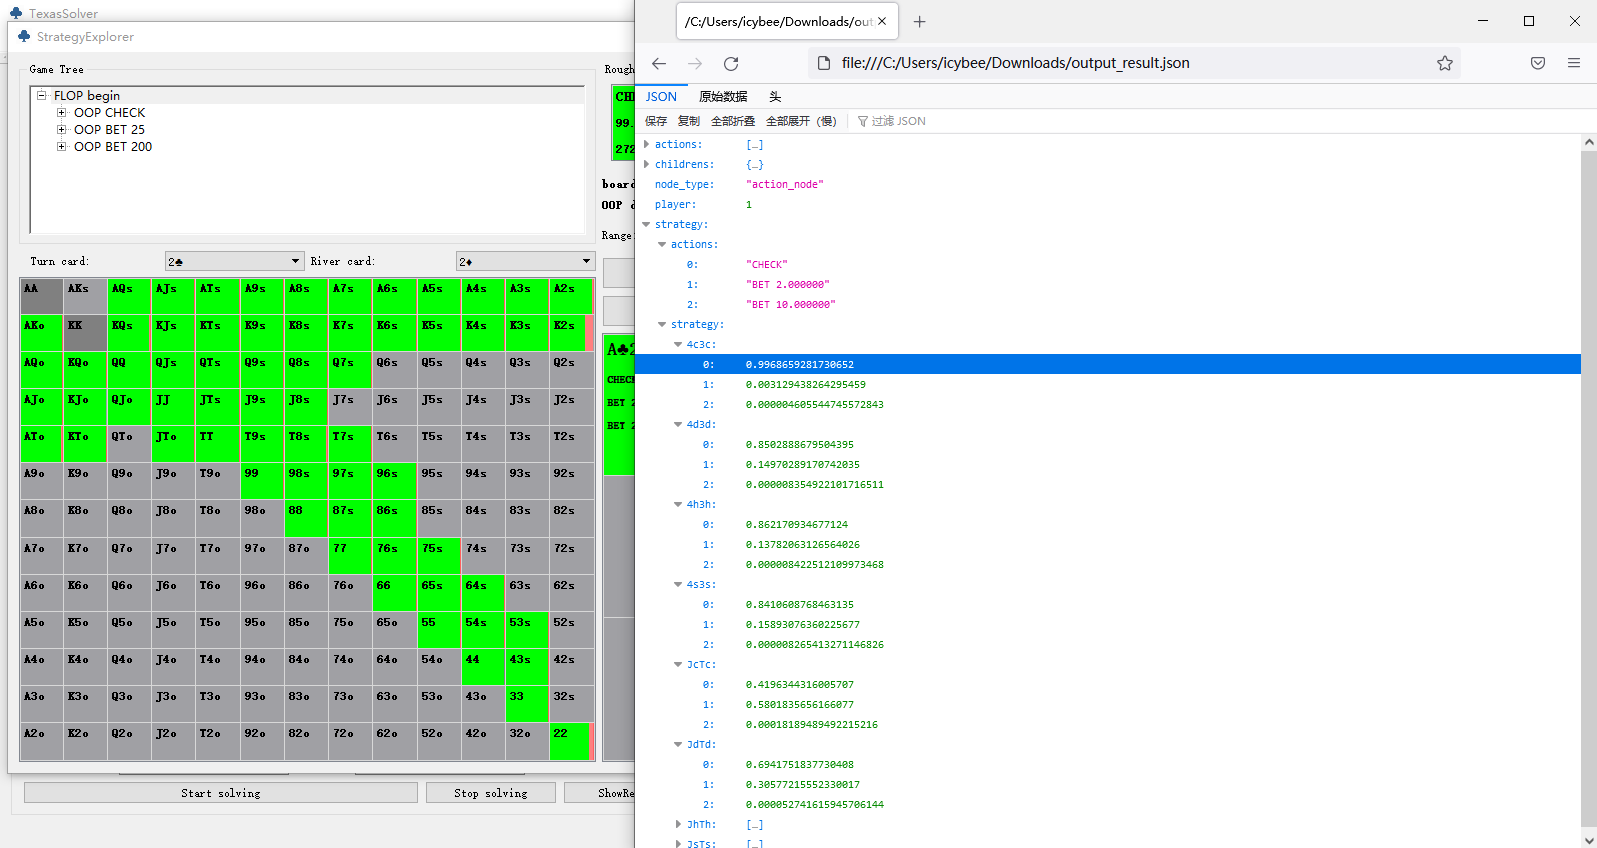 TexasSolver
StrategyExplorer
Game Tree
FLOP begin
OOP CHECK
OOP BET 25
OOP BET 200
Turn card:
2♣
River card:
2♦
AA AKs AQs AJs ATs A9s A8s A7s A6s A5s A4s A3s A2s
AKo KK KQs KJs KTs K9s K8s K7s K6s K5s K4s K3s K2s
AQo KQo QQ QJs QTs Q9s Q8s Q7s Q6s Q5s Q4s Q3s Q2s
AJo KJo QJo JJ JTs J9s J8s J7s J6s J5s J4s J3s J2s
ATo KTo QTo JTo TT T9s T8s T7s T6s T5s T4s T3s T2s
A9o K9o Q9o J9o T9o 99 98s 97s 96s 95s 94s 93s 92s
A8o K8o Q8o J8o T8o 98o 88 87s 86s 85s 84s 83s 82s
A7o K7o Q7o J7o T7o 97o 87o 77 76s 75s 74s 73s 72s
A6o K6o Q6o J6o T6o 96o 86o 76o 66 65s 64s 63s 62s
A5o K5o Q5o J5o T5o 95o 85o 75o 65o 55 54s 53s 52s
A4o K4o Q4o J4o T4o 94o 84o 74o 64o 54o 44 43s 42s
A3o K3o Q3o J3o T3o 93o 83o 73o 63o 53o 43o 33 32s
A2o K2o Q2o J2o T2o 92o 82o 72o 62o 52o 42o 32o 22
Start solving
Stop solving
ShowRe
Rough
CHE
99.
272
board
OOP d
Range:
A♣2
CHECK
BET 2
BET 2
/C:/Users/icybee/Downloads/out
file:///C:/Users/icybee/Downloads/output_result.json
JSON
原始数据
头
保存
复制
全部折叠
全部展开（慢）
过滤 JSON
actions: […]
childrens: {…}
node_type: "action_node"
player: 1
strategy:
actions:
0: "CHECK"
1: "BET 2.000000"
2: "BET 10.000000"
strategy:
4c3c:
0: 0.9968659281730652
1: 0.003129438264295459
2: 0.000004605544745572843
4d3d:
0: 0.8502888679504395
1: 0.14970289170742035
2: 0.000008354922101716511
4h3h:
0: 0.862170934677124
1: 0.13782063126564026
2: 0.000008422512109973468
4s3s:
0: 0.8410608768463135
1: 0.15893076360225677
2: 0.000008265413271146826
JcTc:
0: 0.4196344316005707
1: 0.5801835656166077
2: 0.00018189489492215216
JdTd:
0: 0.6941751837730408
1: 0.30577215552330017
2: 0.000052741615945706144
JhTh: […]
JsTs: […]